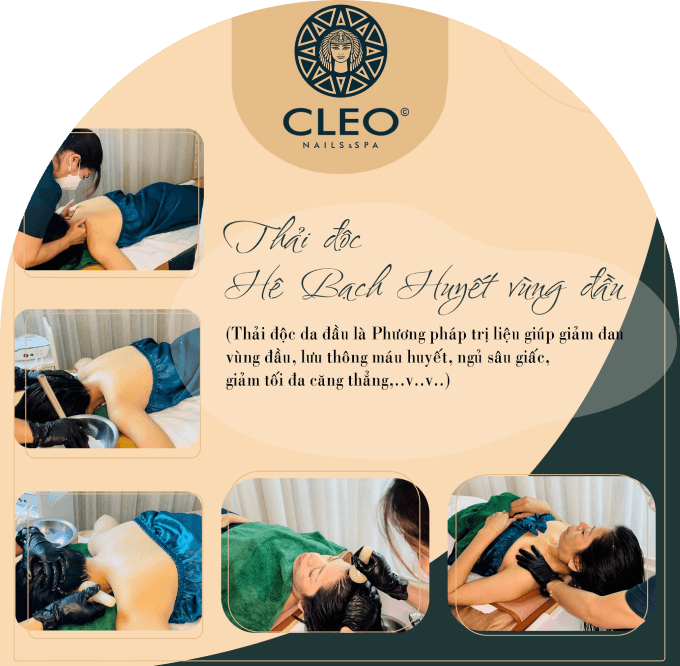 CLEO©
NAILS & SPA
Thải độc
Hê Bạch Huyết vùng đầu
(Thải độc da đầu là Phương pháp trị liệu giúp giảm đau
vùng đầu, lưu thông máu huyết, ngủ sâu giấc,
giảm tối đa căng thẳng,..v..v..)